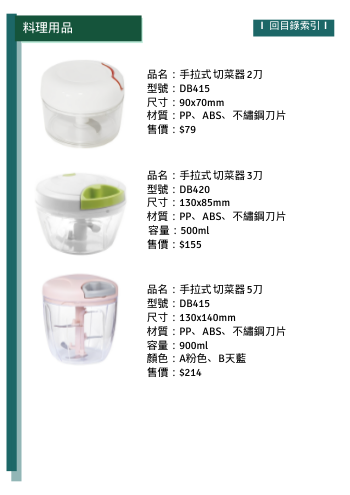 料理用品
回目錄索引
品名：手拉式切菜器2刀
型號：DB415
尺寸：90x70mm
材質：PP、ABS、不鏽鋼刀片
售價：$79
品名：手拉式切菜器3刀
型號：DB420
尺寸：130x85mm
材質：PP、ABS、不鏽鋼刀片
容量：500ml
售價：$155
品名：手拉式切菜器5刀
型號：DB415
尺寸：130x140mm
材質：PP、ABS、不鏽鋼刀片
容量：900ml
顏色：A粉色、B天藍
售價：$214